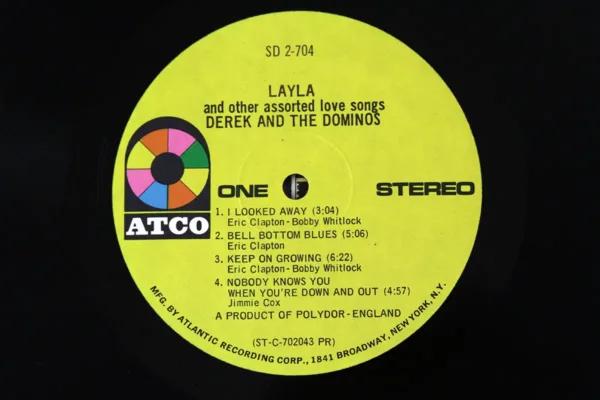 SD 2-704
LAYLA
and other assorted love songs
DEREK AND THE DOMINOS
ATCO
ONE
STEREO
1. I LOOKED AWAY (3:04)
Eric Clapton-Bobby Whitlock
2. BELL BOTTOM BLUES (5:06)
Eric Clapton
3. KEEP ON GROWING (6:22)
Eric Clapton-Bobby Whitlock
4. NOBODY KNOWS YOU
WHEN YOU'RE DOWN AND OUT (4:57)
Jimmie Cox
A PRODUCT OF POLYDOR-ENGLAND
(ST-C-702043 PR)
MFG. BY ATLANTIC RECORDING CORP., 1841 BROADWAY, NEW YORK, N.Y.